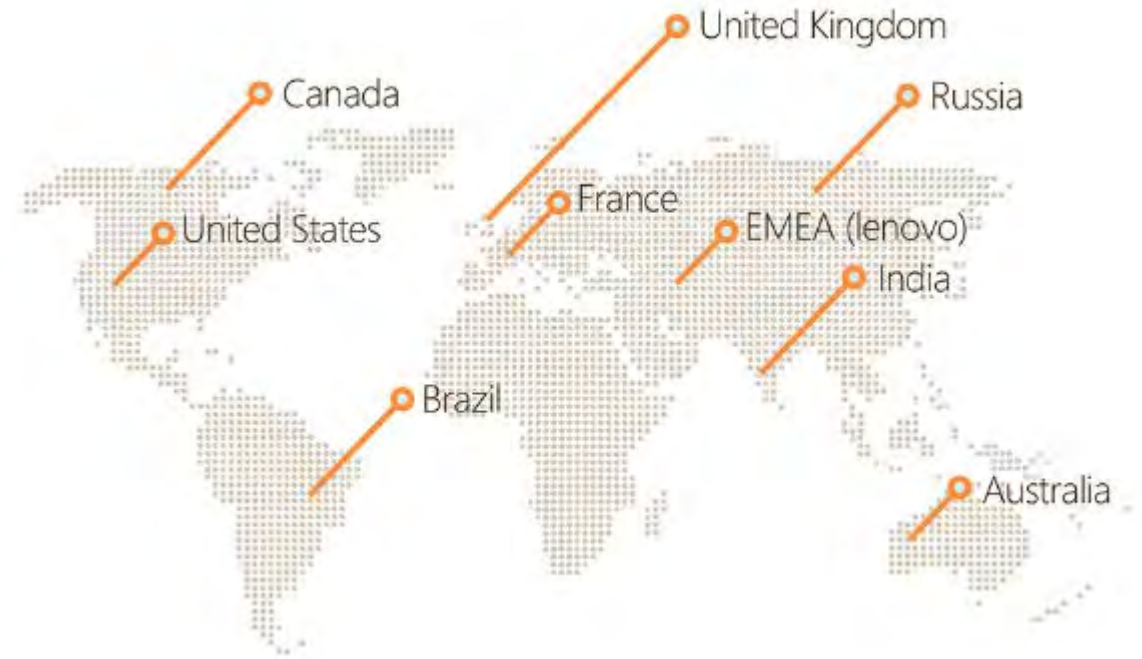 United Kingdom
Canada
Russia
France
United States
EMEA (lenovo)
India
Brazil
Australia